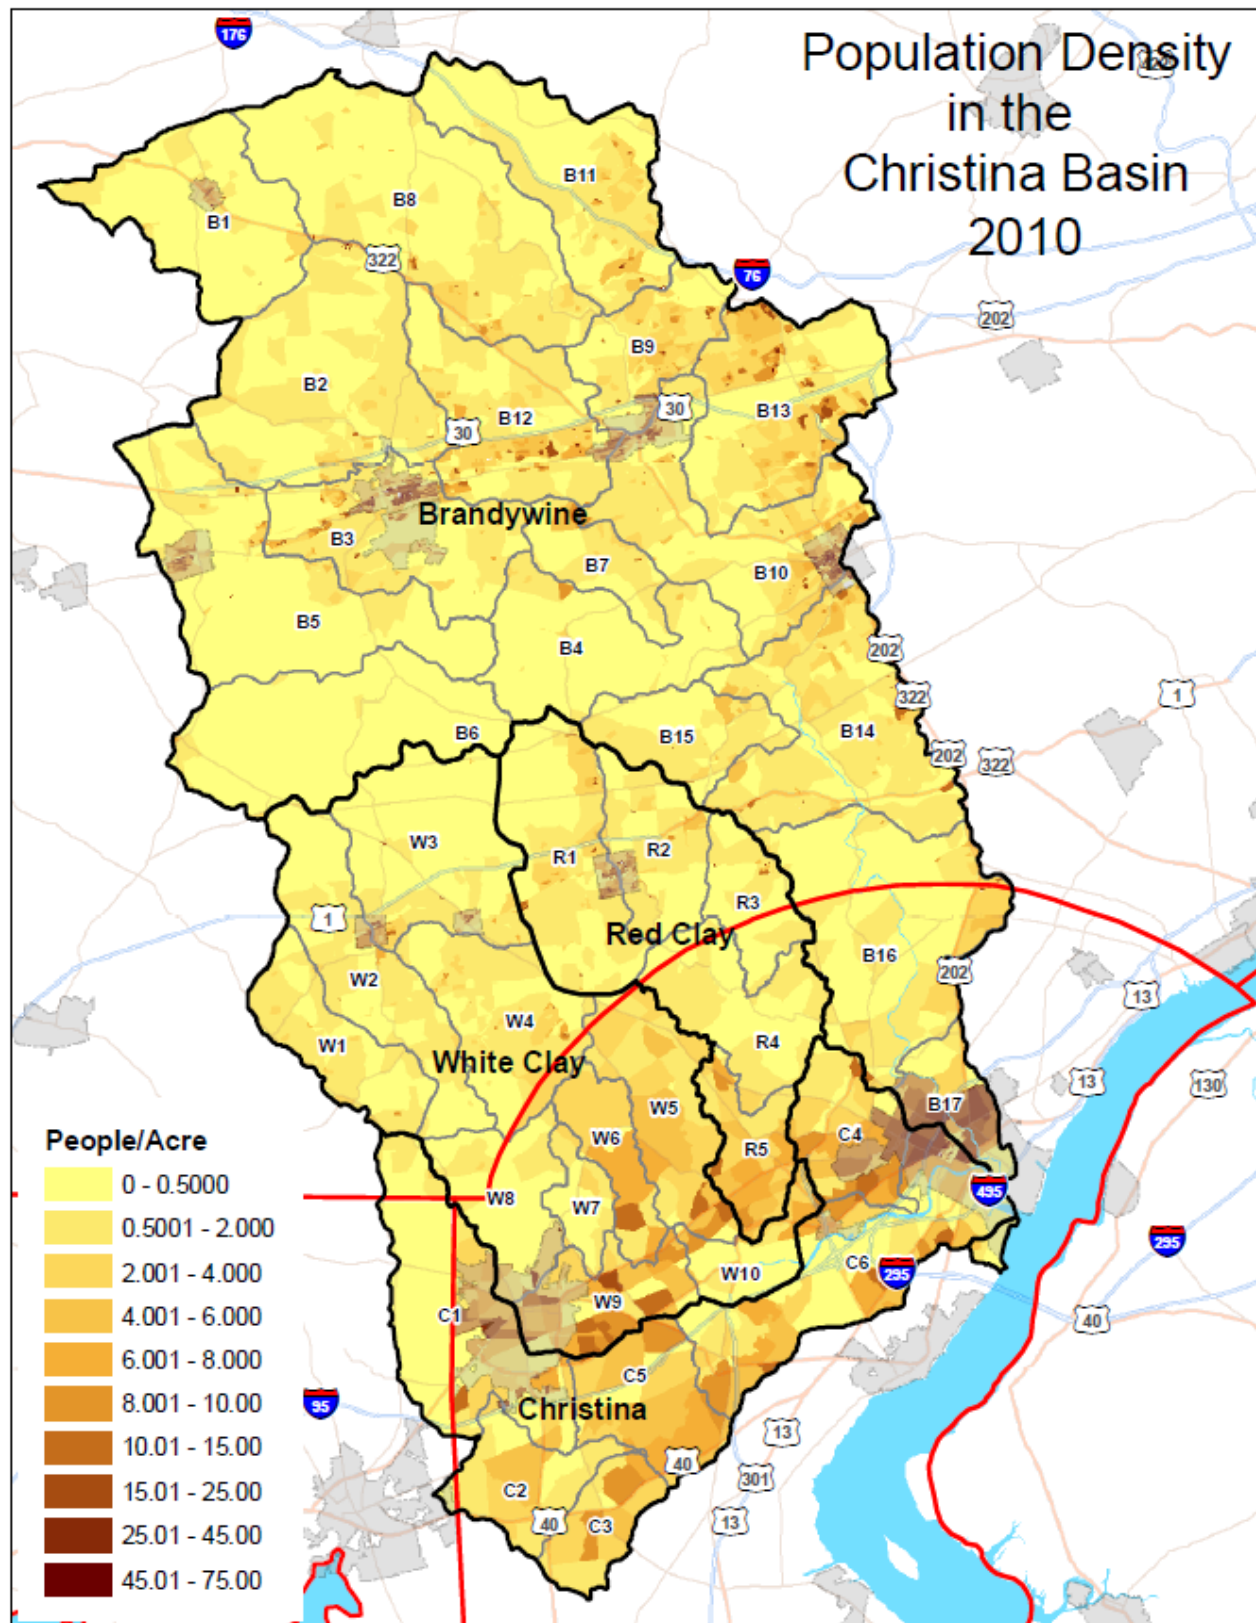 Population Density
in the
Christina Basin
2010
176
B11
B8
B1
322
76
202
B9
B2
B12
30
B13
30
Brandywine
B3
B7
B10
B5
B4
202
322
1
B6
B15
B14
202
322
W3
R1
R2
R3
1
Red Clay
B16
202
13
W2
W4
W1
R4
White Clay
13
130
W5
B17
W6
C4
R5
People/Acre
0 - 0.5000
0.5001 - 2.000
2.001 - 4.000
4.001 - 6.000
6.001 - 8.000
8.001 - 10.00
10.01 - 15.00
15.01 - 25.00
25.01 - 45.00
45.01 - 75.00
W8
W7
495
295
W10
C6
295
W9
C1
40
C5
95
Christina
13
40
301
C2
40
C3
13